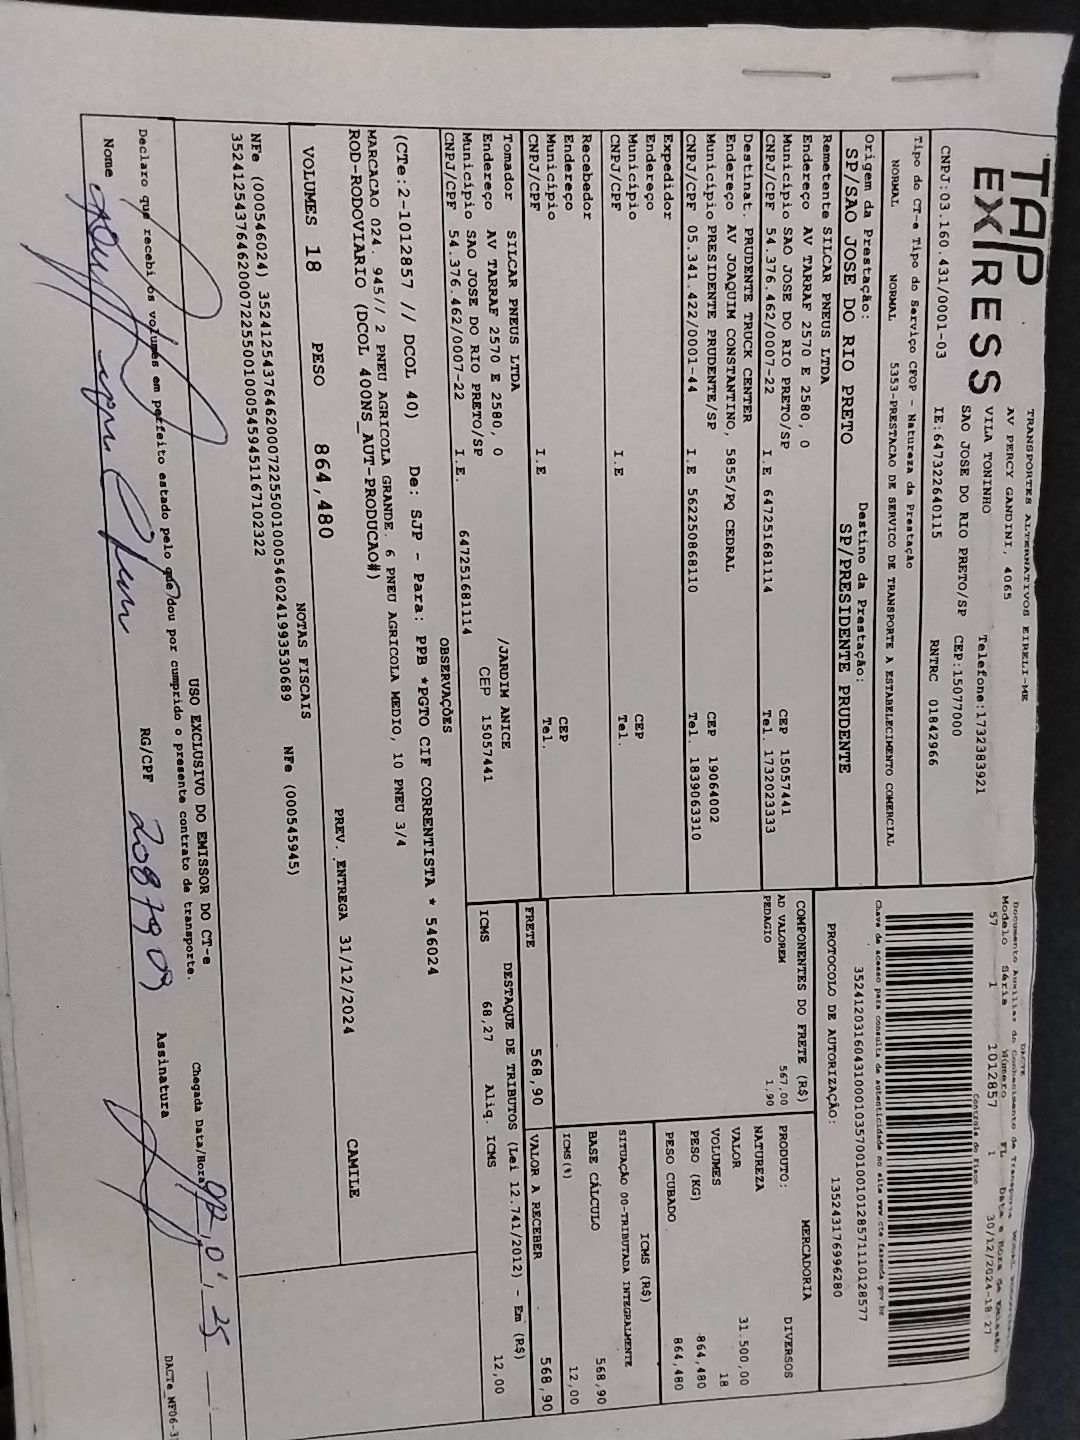 TAP
EXPRESS
TRANSPORTES ALTERNATIVOS EIRELI-ME
AV PERCY GANDINI, 4065
VILA TONINHO Telefone:1732383921
SAO JOSE DO RIO PRETO/SP CEP:15077000
CNPJ:03.160.431/0001-03 IE:647322640115 RNTRC 01842966
Tipo do CT-e Tipo do Serviço CFOP - Natureza da Prestação
NORMAL NORMAL 5353-PRESTACAO DE SERVICO DE TRANSPORTE A ESTABELECIMENTO COMERCIAL
Origem da Prestação: Destino da Prestação:
SP/SAO JOSE DO RIO PRETO SP/PRESIDENTE PRUDENTE
Remetente SILCAR PNEUS LTDA
Endereço AV TARRAF 2570 E 2580, 0 CEP 15057441
Município SAO JOSE DO RIO PRETO/SP Tel. 1732023333
CNPJ/CPF 54.376.462/0007-22 I.E 647251681114
Destinat. PRUDENTE TRUCK CENTER
Endereço AV JOAQUIM CONSTANTINO, 5855/PQ CEDRAL
Município PRESIDENTE PRUDENTE/SP CEP 19064002
CNPJ/CPF 05.341.422/0001-44 I.E 562250868110 Tel. 1839063310
Expedidor
Endereço
Município CEP
CNPJ/CPF I.E Tel.
Recebedor
Endereço
Município CEP
CNPJ/CPF I.E Tel.
Tomador SILCAR PNEUS LTDA
Endereço AV TARRAF 2570 E 2580, 0 /JARDIM ANICE
Município SAO JOSE DO RIO PRETO/SP CEP 15057441
CNPJ/CPF 54.376.462/0007-22 I.E. 647251681114
DACTE
Documento Auxiliar do Conhecimento de Transporte
Modelo Série Número FL Data e Hora de Emissão
57 1 1012857 1 30/12/2024-18:27
Controle do Fisco
Chave de acesso para consulta de autenticidade no site www.cte.fazenda.gov.br
35241203160431000103570010010128571110128577
PROTOCOLO DE AUTORIZAÇÃO: 135243176996280
COMPONENTES DO FRETE (R$)
AD VALOREM 567,00
PEDAGIO 1,90
MERCADORIA
PRODUTO: DIVERSOS
NATUREZA
VALOR 31.500,00
VOLUMES 18
PESO (KG) 864,480
PESO CUBADO 864,480
ICMS (R$)
SITUAÇÃO 00-TRIBUTADA INTEGRALMENTE
BASE CÁLCULO 568,90
ICMS (%) 12,00
FRETE 568,90 VALOR A RECEBER 568,90
DESTAQUE DE TRIBUTOS (Lei 12.741/2012) - Em (R$)
ICMS 68,27 Aliq. ICMS 12,00
OBSERVAÇÕES
(CTe:2-1012857 // DCOL 40) De: SJP - Para: PPB *PGTO CIF CORRENTISTA * 546024
MARCACAO 024. 945// 2 PNEU AGRICOLA GRANDE. 6 PNEU AGRICOLA MEDIO, 10 PNEU 3/4
ROD-RODOVIARIO (DCOL 400NS_AUT-PRODUCAO#)
VOLUMES 18 PESO 864,480 PREV. ENTREGA 31/12/2024 CAMILE
NOTAS FISCAIS
NFe (000546024) 35241254376462000722550010005460241993530689 NFe (000545945)
35241254376462000722550010005459451167102322
USO EXCLUSIVO DO EMISSOR DO CT-e
Declaro que recebi os volumes em perfeito estado pelo que dou por cumprido o presente contrato de transporte.
Chegada Data/Hora 02, 01, 25
Nome RG/CPF Assinatura